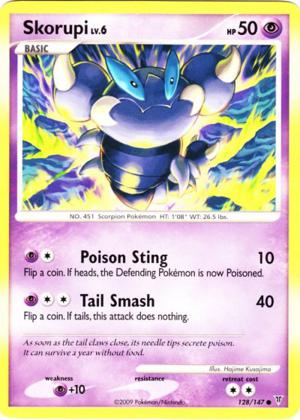 Skorupi LV.6 HP 50
BASIC
NO. 451 Scorpion Pokémon HT: 1'08" WT: 26.5 lbs.
Poison Sting 10
Flip a coin. If heads, the Defending Pokémon is now Poisoned.
Tail Smash 40
Flip a coin. If tails, this attack does nothing.
As soon as the tail claws close, its needle tips secrete poison.
It can survive a year without food.
Illus. Hajime Kusajima
weakness resistance retreat cost
+10
©2009 Pokémon/Nintendo 128/147